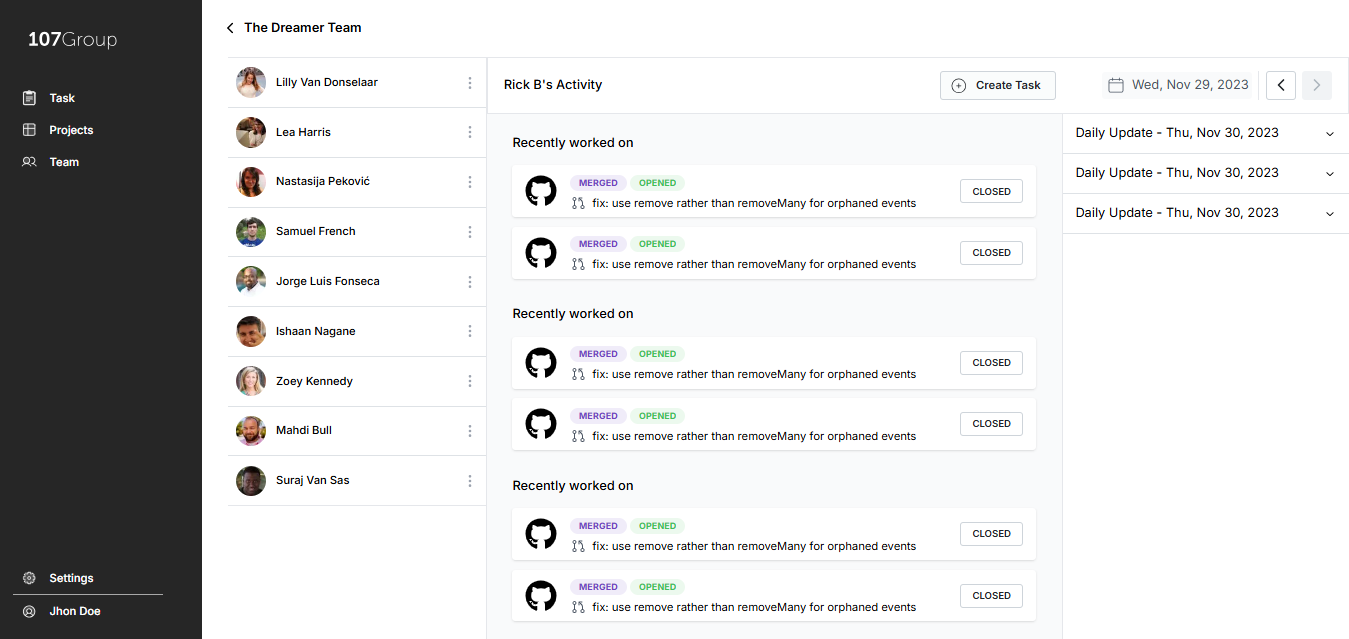 107Group
Task
Projects
Team
Settings
Jhon Doe
The Dreamer Team
Lilly Van Donselaar
Lea Harris
Nastasija Peković
Samuel French
Jorge Luis Fonseca
Ishaan Nagane
Zoey Kennedy
Mahdi Bull
Suraj Van Sas
Rick B's Activity
Create Task
Wed, Nov 29, 2023
Recently worked on
MERGED OPENED
fix: use remove rather than removeMany for orphaned events
CLOSED
MERGED OPENED
fix: use remove rather than removeMany for orphaned events
CLOSED
Recently worked on
MERGED OPENED
fix: use remove rather than removeMany for orphaned events
CLOSED
MERGED OPENED
fix: use remove rather than removeMany for orphaned events
CLOSED
Recently worked on
MERGED OPENED
fix: use remove rather than removeMany for orphaned events
CLOSED
MERGED OPENED
fix: use remove rather than removeMany for orphaned events
CLOSED
Daily Update - Thu, Nov 30, 2023
Daily Update - Thu, Nov 30, 2023
Daily Update - Thu, Nov 30, 2023